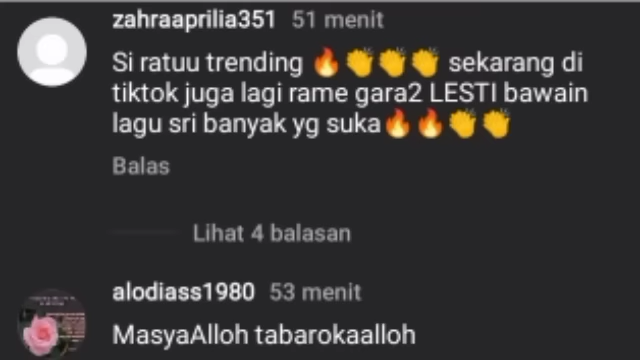 zahraaprilia351 51 menit
Si ratuu trending 🔥👏👏👏 sekarang di
tiktok juga lagi rame gara2 LESTI bawain
lagu sri banyak yg suka🔥🔥👏👏
Balas
Lihat 4 balasan
alodiass1980 53 menit
MasyaAlloh tabarokaalloh